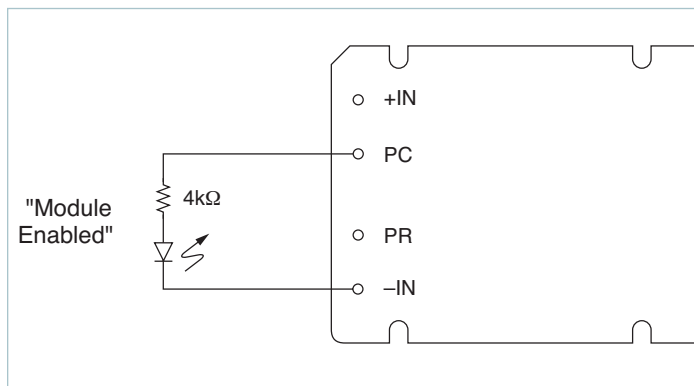 +IN
PC
4kΩ
"Module
Enabled"
PR
–IN